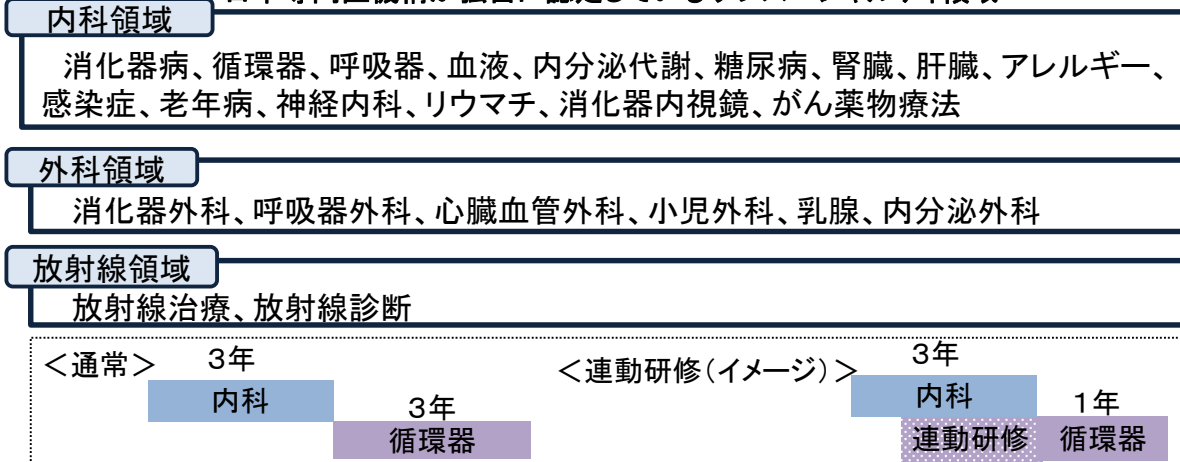 内科領域
消化器病、循環器、呼吸器、血液、内分泌代謝、糖尿病、腎臓、肝臓、アレルギー、
感染症、老年病、神経内科、リウマチ、消化器内視鏡、がん薬物療法
外科領域
消化器外科、呼吸器外科、心臓血管外科、小児外科、乳腺、内分泌外科
放射線領域
放射線治療、放射線診断
＜通常＞ 3年
内科
3年
循環器
＜連動研修（イメージ）＞ 3年
内科
1年
連動研修 循環器